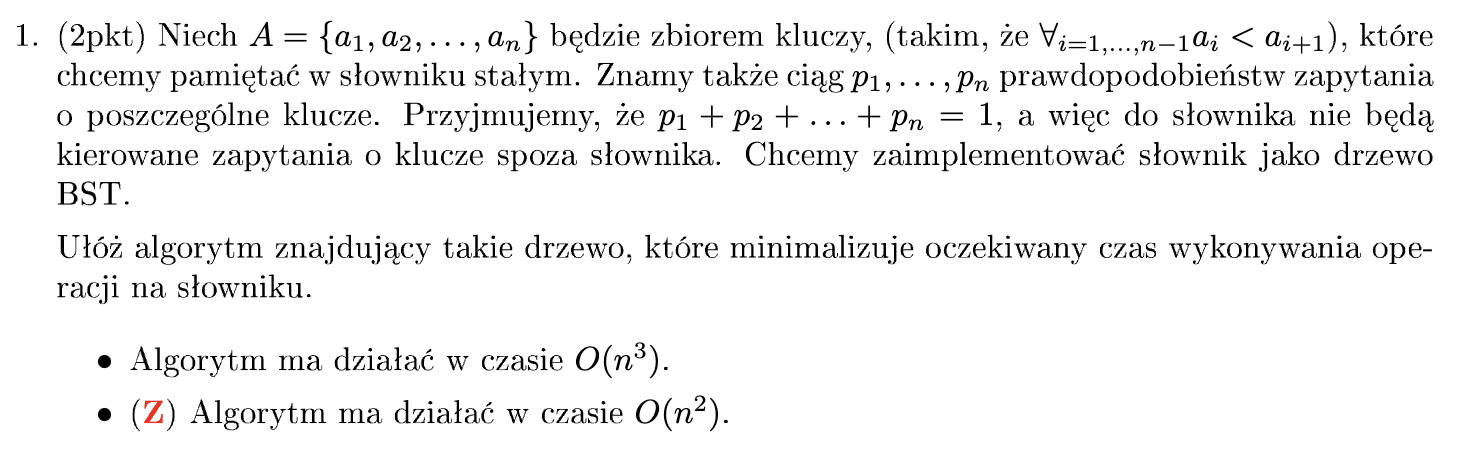 1. (2pkt) Niech $A = \{a_1, a_2, \ldots, a_n\}$ będzie zbiorem kluczy, (takim, że $\forall_{i=1,\ldots,n-1} a_i < a_{i+1}$), które
chcemy pamiętać w słowniku stałym. Znamy także ciąg $p_1, \ldots, p_n$ prawdopodobieństw zapytania
o poszczególne klucze. Przyjmujemy, że $p_1 + p_2 + \ldots + p_n = 1$, a więc do słownika nie będą
kierowane zapytania o klucze spoza słownika. Chcemy zaimplementować słownik jako drzewo
BST.
Ułóż algorytm znajdujący takie drzewo, które minimalizuje oczekiwany czas wykonywania ope-
racji na słowniku.
• Algorytm ma działać w czasie $O(n^3)$.
• (Z) Algorytm ma działać w czasie $O(n^2)$.